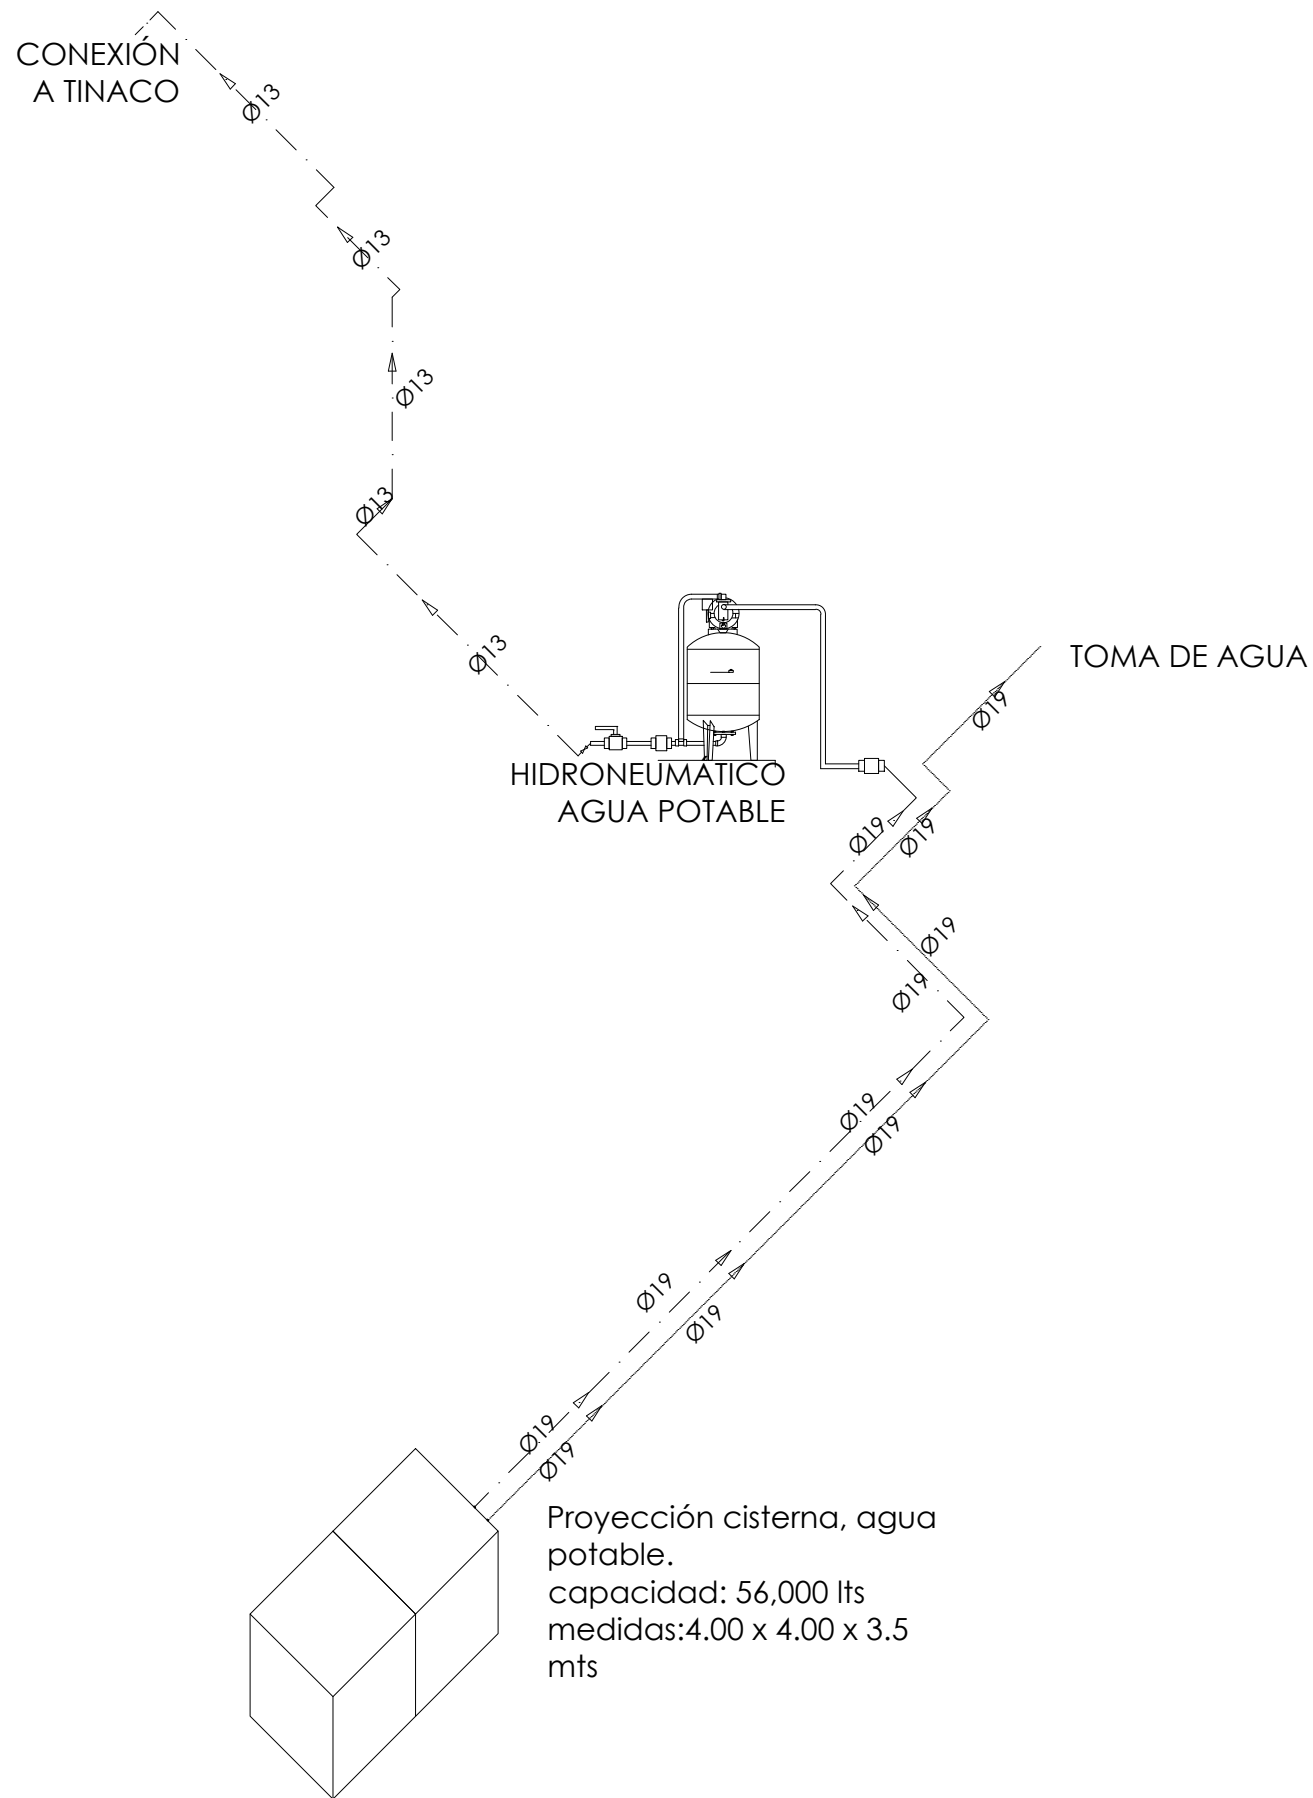 CONEXIÓN
A TINACO
Ø13
Ø13
Ø13
Ø13
Ø13
TOMA DE AGUA
Ø19
HIDRONEUMATICO
AGUA POTABLE
Ø19
Ø19
Ø19
Ø19
Ø19
Ø19
Ø19
Ø19
Ø19
Ø19
Proyección cisterna, agua
potable.
capacidad: 56,000 lts
medidas:4.00 x 4.00 x 3.5
mts